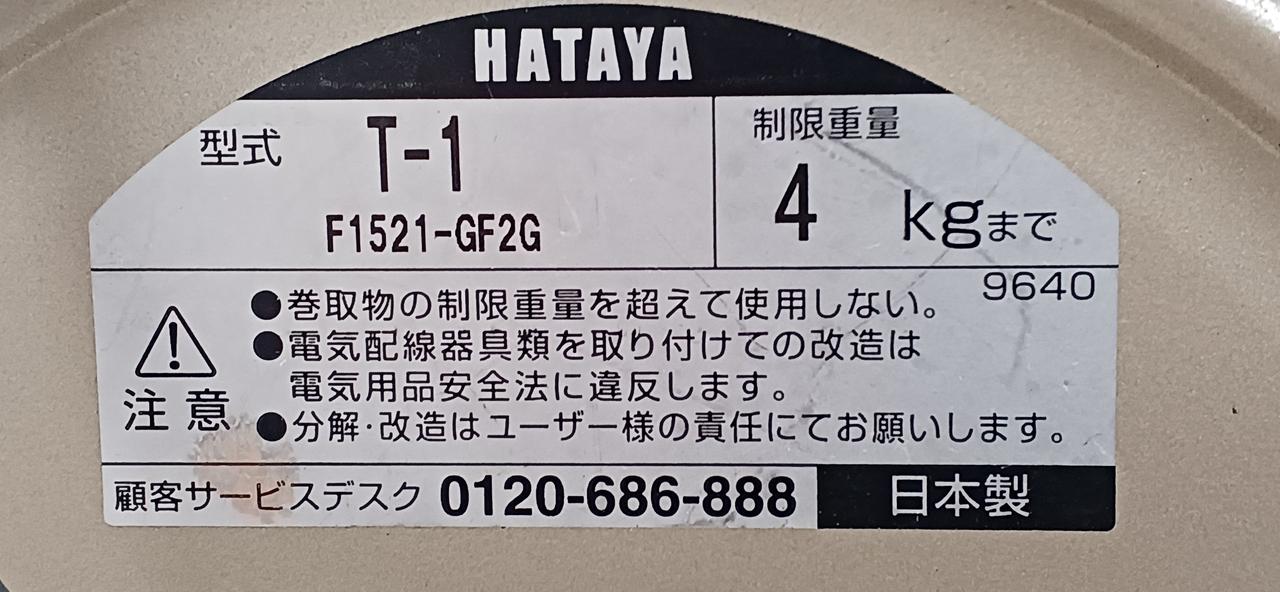 HATAYA
型式 T-1
F1521-GF2G
制限重量
4 kgまで
9640
注意
●巻取物の制限重量を超えて使用しない。
●電気配線器具類を取り付けての改造は
電気用品安全法に違反します。
●分解·改造はユーザー様の責任にてお願いします。
顧客サービスデスク 0120-686-888
日本製